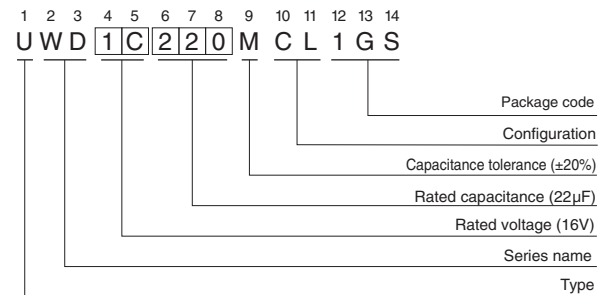 1 2 3 4 5 6 7 8 9 10 11 12 13 14
U W D 1 C 2 2 0 M C L 1 G S
Package code
Configuration
Capacitance tolerance (±20%)
Rated capacitance (22µF)
Rated voltage (16V)
Series name
Type